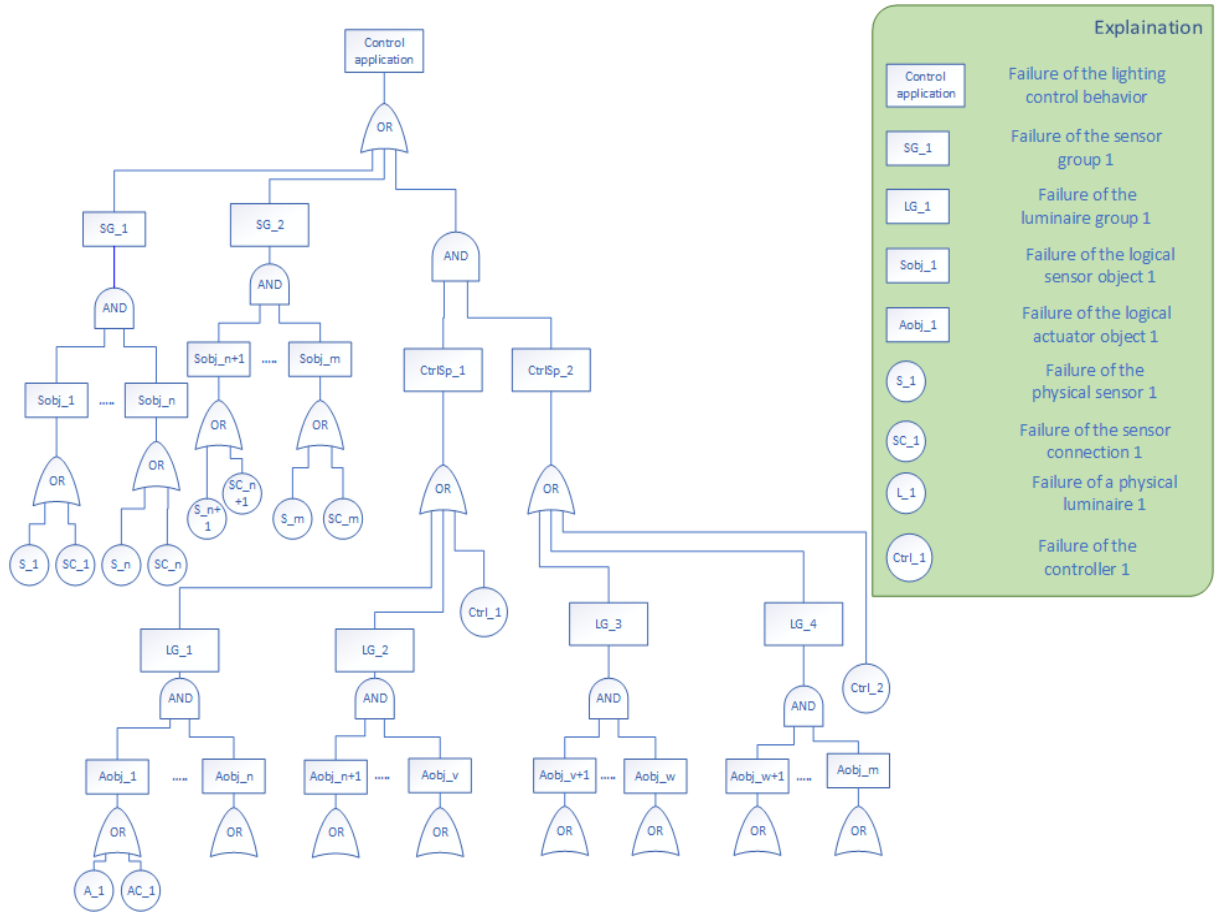 Control
application
OR
SG_1
SG_2
AND
AND
AND
Sobj_1
.....
Sobj_n
Sobj_n+1
.....
Sobj_m
CtrlSp_1
CtrlSp_2
OR
OR
OR
OR
OR
OR
S_1
SC_1
S_n
SC_n
S_n+
1
SC_n
+1
S_m
SC_m
Ctrl_1
LG_1
LG_2
LG_3
LG_4
Ctrl_2
AND
AND
AND
AND
Aobj_1
.....
Aobj_n
Aobj_n+1
.....
Aobj_v
Aobj_v+1
.....
Aobj_w
Aobj_w+1
.....
Aobj_m
OR
OR
OR
OR
OR
OR
OR
OR
A_1
AC_1
Explaination
Control
application
Failure of the lighting
control behavior
SG_1
Failure of the sensor
group 1
LG_1
Failure of the
luminaire group 1
Sobj_1
Failure of the logical
sensor object 1
Aobj_1
Failure of the logical
actuator object 1
S_1
Failure of the
physical sensor 1
SC_1
Failure of the sensor
connection 1
L_1
Failure of a physical
luminaire 1
Ctrl_1
Failure of the
controller 1